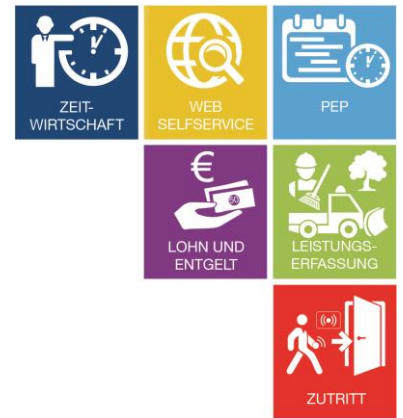 ZEIT-
WIRTSCHAFT
WEB
SELFSERVICE
PEP
€
LOHN UND
ENTGELT
LEISTUNGS-
ERFASSUNG
ZUTRITT